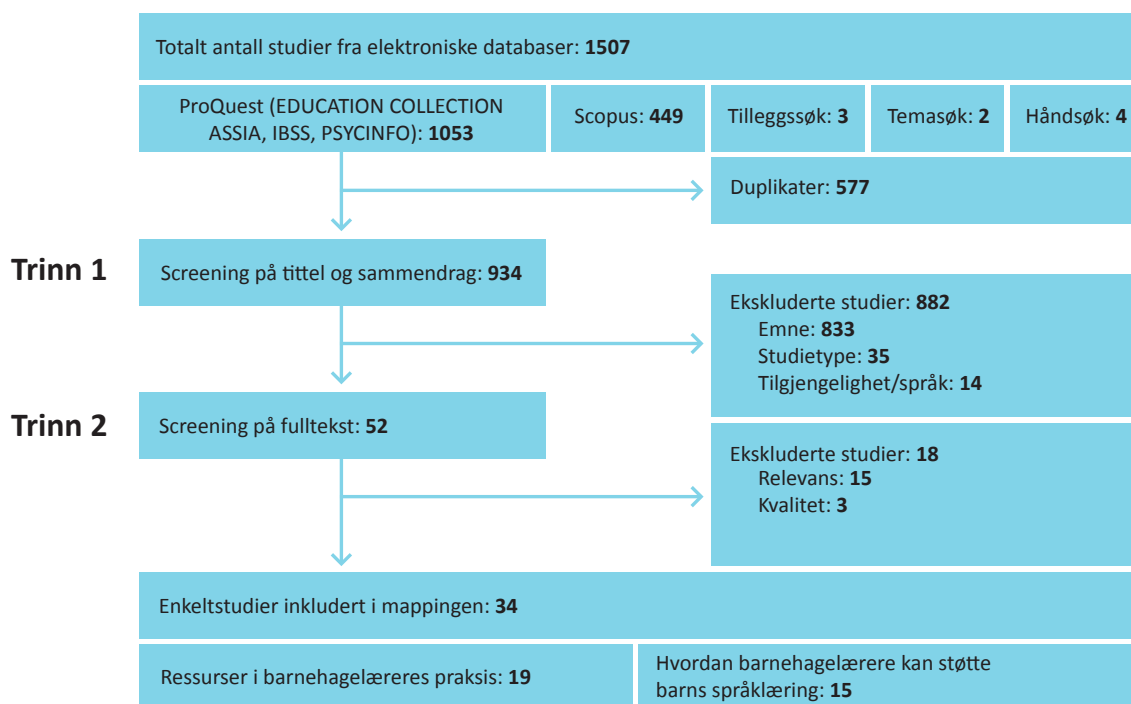 Totalt antall studier fra elektroniske databaser: 1507
ProQuest (EDUCATION COLLECTION
ASSIA, IBSS, PSYCINFO): 1053
Scopus: 449
Tilleggssøk: 3
Temasøk: 2
Håndsøk: 4
Duplikater: 577
Trinn 1
Screening på tittel og sammendrag: 934
Ekskluderte studier: 882
Emne: 833
Studietype: 35
Tilgjengelighet/språk: 14
Trinn 2
Screening på fulltekst: 52
Ekskluderte studier: 18
Relevans: 15
Kvalitet: 3
Enkeltstudier inkludert i mappingen: 34
Ressurser i barnehagelæreres praksis: 19
Hvordan barnehagelærere kan støtte
barns språklæring: 15